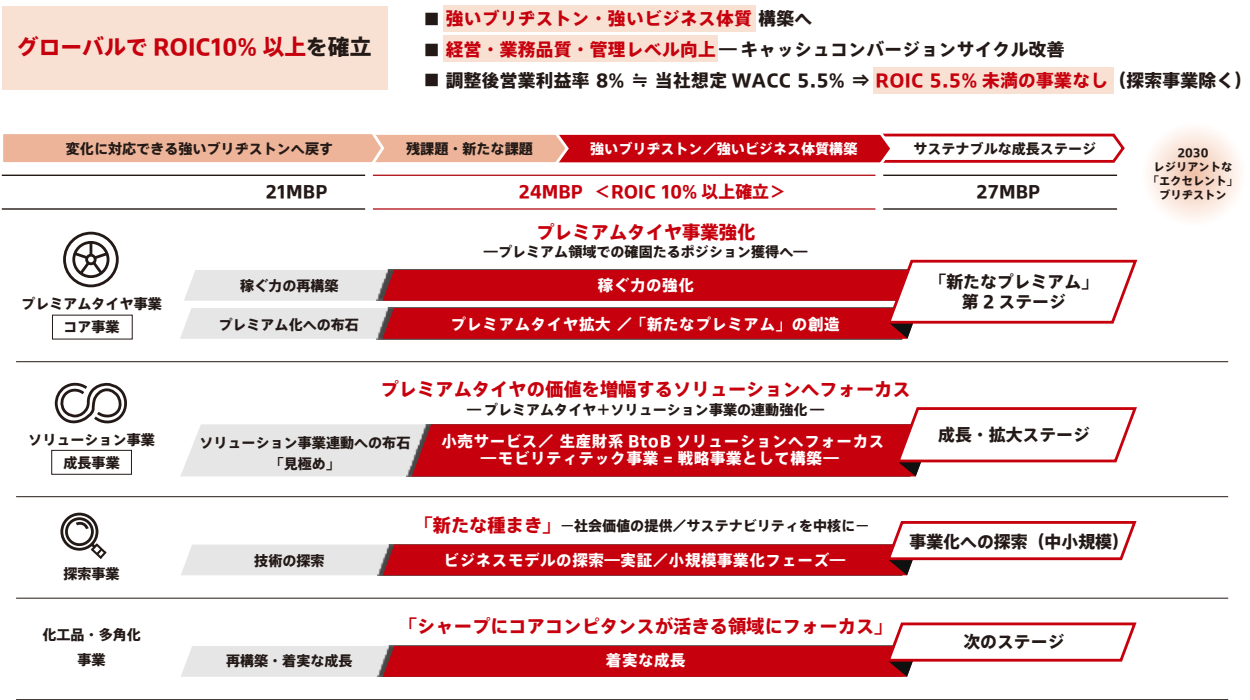 グローバルで ROIC10% 以上を確立
■ 強いブリヂストン・強いビジネス体質 構築へ
■ 経営・業務品質・管理レベル向上―キャッシュコンバージョンサイクル改善
■ 調整後営業利益率 8% ≒ 当社想定 WACC 5.5% ⇒ ROIC 5.5% 未満の事業なし（探索事業除く）
変化に対応できる強いブリヂストンへ戻す
残課題・新たな課題
強いブリヂストン／強いビジネス体質構築
サステナブルな成長ステージ
2030
レジリアントな
「エクセレント」
ブリヂストン
21MBP
24MBP ＜ROIC 10% 以上確立＞
27MBP
プレミアムタイヤ事業
コア事業
プレミアムタイヤ事業強化
―プレミアム領域での確固たるポジション獲得へ―
稼ぐ力の再構築
稼ぐ力の強化
プレミアム化への布石
プレミアムタイヤ拡大 ／「新たなプレミアム」の創造
「新たなプレミアム」
第 2 ステージ
ソリューション事業
成長事業
プレミアムタイヤの価値を増幅するソリューションへフォーカス
―プレミアムタイヤ＋ソリューション事業の連動強化―
ソリューション事業連動への布石
「見極め」
小売サービス／ 生産財系 BtoB ソリューションへフォーカス
―モビリティテック事業 = 戦略事業として構築―
成長・拡大ステージ
探索事業
「新たな種まき」―社会価値の提供／サステナビリティを中核に―
技術の探索
ビジネスモデルの探索―実証／小規模事業化フェーズ―
事業化への探索（中小規模）
化工品・多角化
事業
「シャープにコアコンピタンスが活きる領域にフォーカス」
再構築・着実な成長
着実な成長
次のステージ